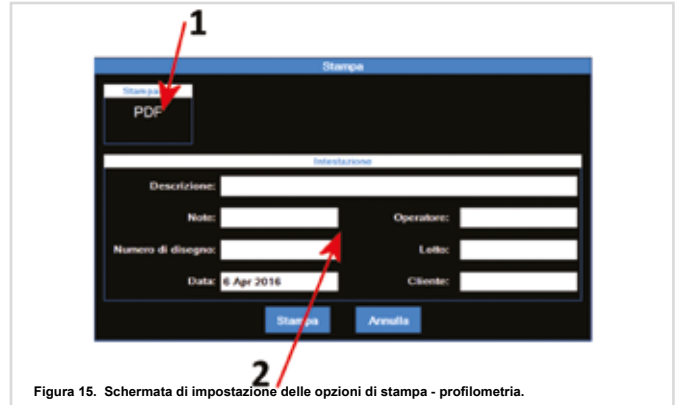 1
Stampa
Stampa
PDF
Intestazione
Descrizione:
Note:
Operatore:
Numero di disegno:
Lotto:
Data: 6 Apr 2016
Cliente:
Stampa Annulla
2
Figura 15. Schermata di impostazione delle opzioni di stampa - profilometria.